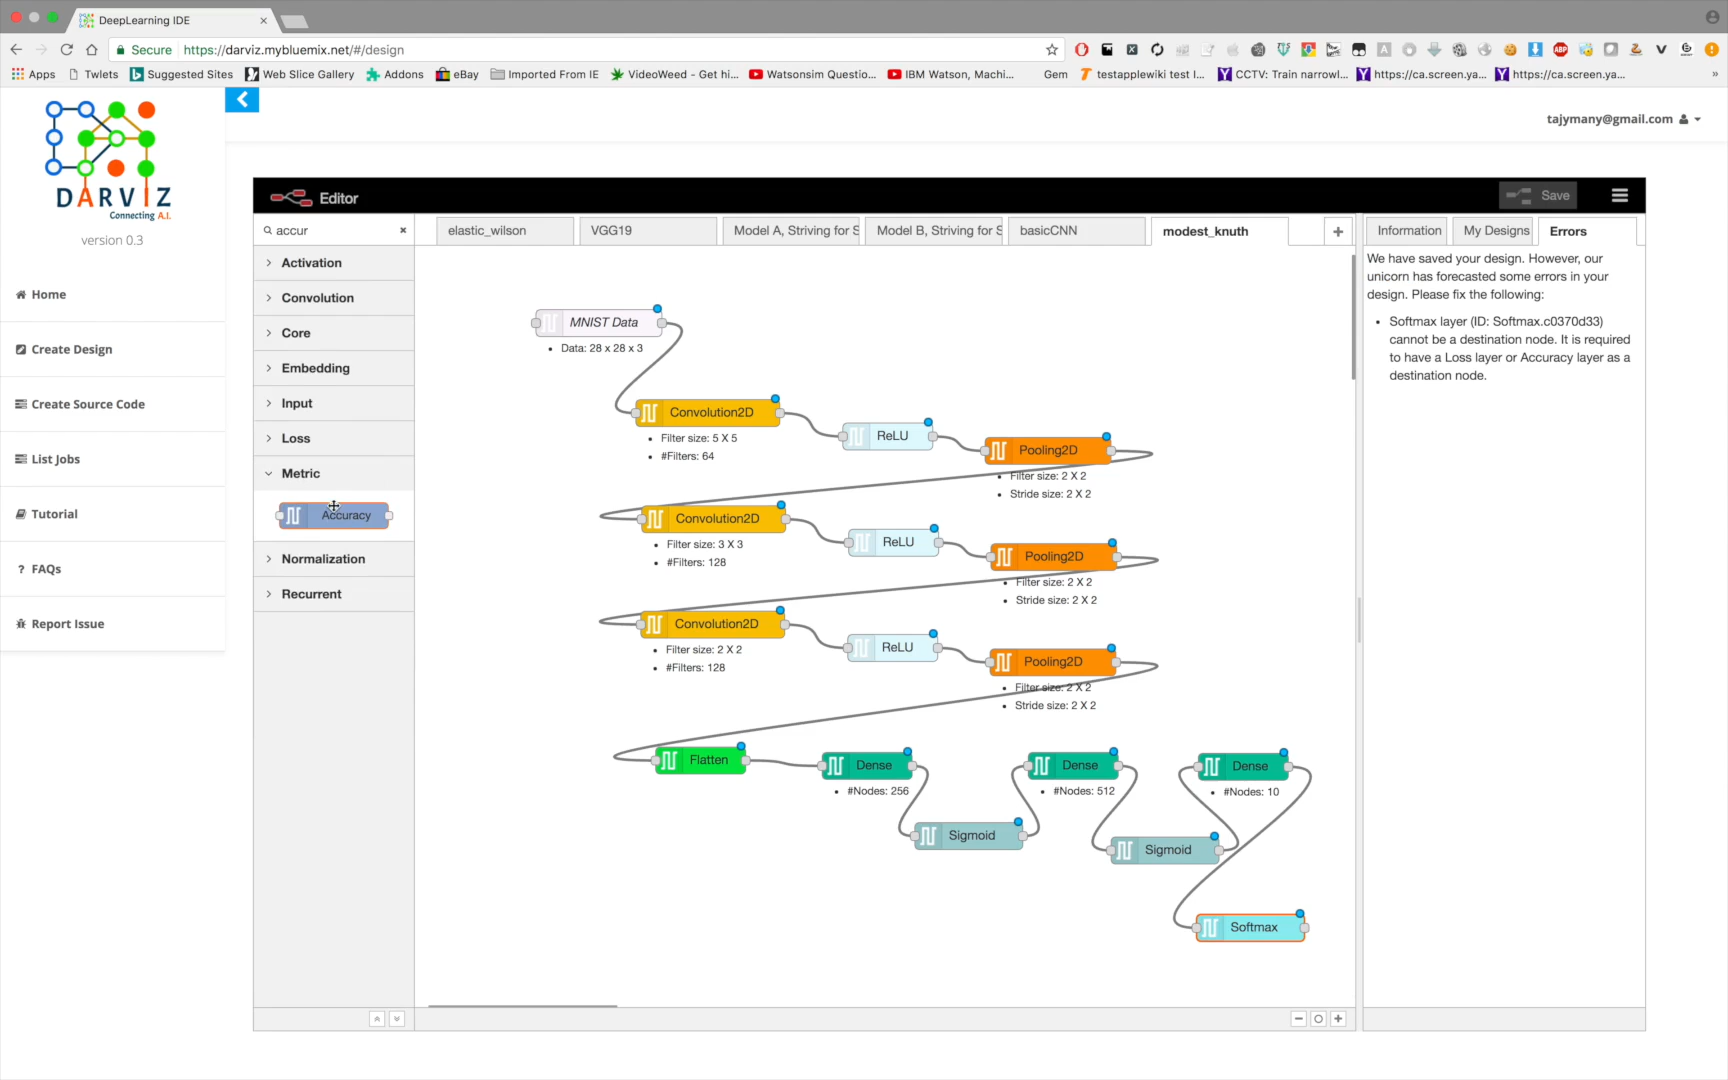 DeepLearning IDE
Secure https://darviz.mybluemix.net/#/design
Apps Twlets Suggested Sites Web Slice Gallery Addons eBay Imported From IE VideoWeed - Get hi... Watsonsim Questio... IBM Watson, Machi... Gem testapplewiki test I... CCTV: Train narrowl... https://ca.screen.ya... https://ca.screen.ya...
DARVIZ
Connecting A.I.
version 0.3
Home
Create Design
Create Source Code
List Jobs
Tutorial
FAQs
Report Issue
tajymany@gmail.com
Editor
Save
accur
Activation
Convolution
Core
Embedding
Input
Loss
Metric
Accuracy
Normalization
Recurrent
elastic_wilson
VGG19
Model A, Striving for S
Model B, Striving for S
basicCNN
modest_knuth
MNIST Data
Data: 28 x 28 x 3
Convolution2D
Filter size: 5 X 5
#Filters: 64
ReLU
Pooling2D
Filter size: 2 X 2
Stride size: 2 X 2
Convolution2D
Filter size: 3 X 3
#Filters: 128
ReLU
Pooling2D
Filter size: 2 X 2
Stride size: 2 X 2
Convolution2D
Filter size: 2 X 2
#Filters: 128
ReLU
Pooling2D
Filter size: 2 X 2
Stride size: 2 X 2
Flatten
Dense
#Nodes: 256
Sigmoid
Dense
#Nodes: 512
Sigmoid
Dense
#Nodes: 10
Softmax
Information
My Designs
Errors
We have saved your design. However, our
unicorn has forecasted some errors in your
design. Please fix the following:
Softmax layer (ID: Softmax.c0370d33)
cannot be a destination node. It is required
to have a Loss layer or Accuracy layer as a
destination node.